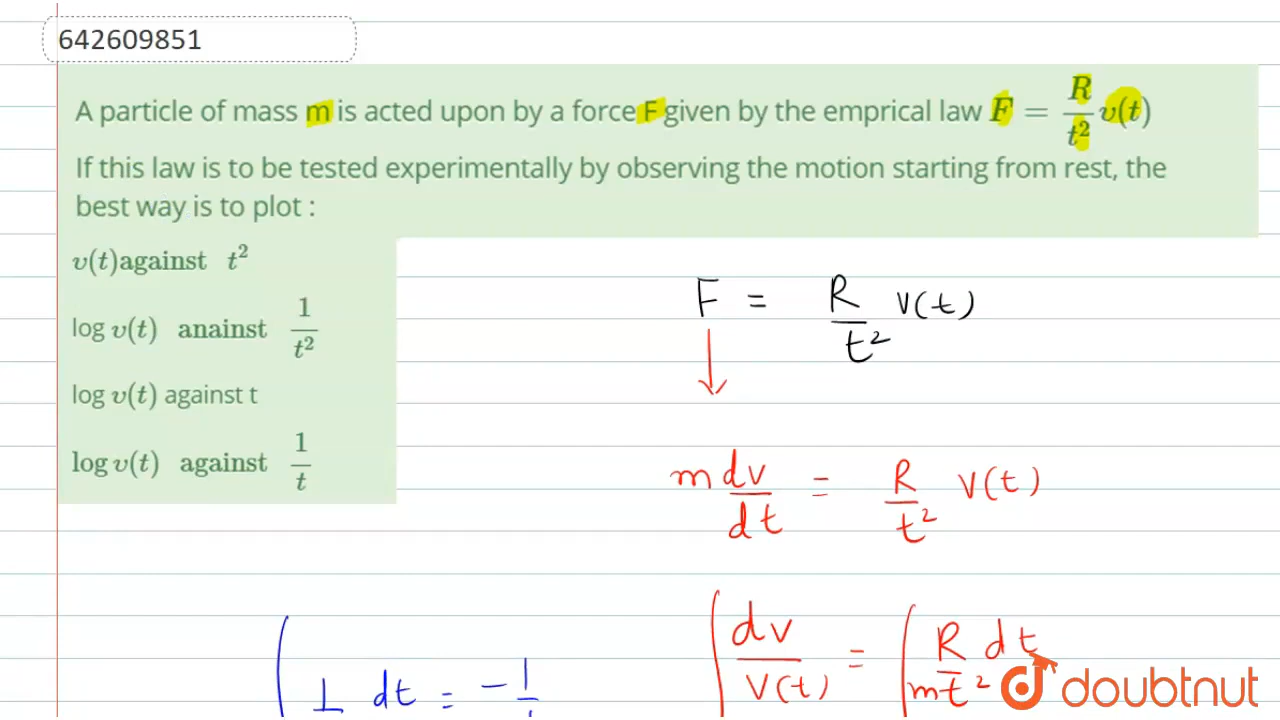 642609851
A particle of mass m is acted upon by a force F given by the emprical law F = R/t² v(t)
If this law is to be tested experimentally by observing the motion starting from rest, the
best way is to plot :
v(t)against t²
log v(t) anainst 1/t²
log v(t) against t
log v(t) against 1/t
F = R/t² v(t)
m dv/dt = R/t² v(t)
∫ dv/v(t) = ∫ R dt/mt²
dt = -1
doubtnut